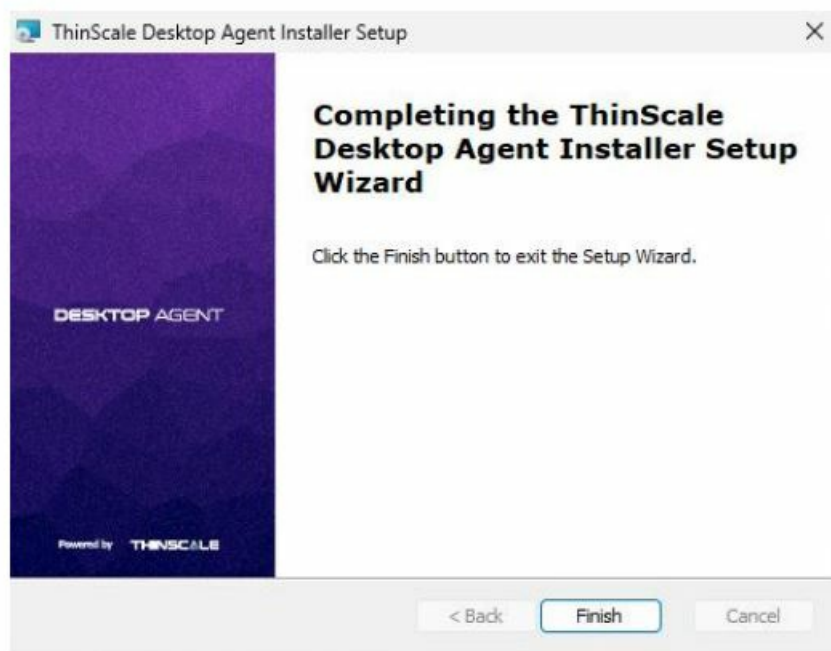 ThinScale Desktop Agent Installer Setup
Completing the ThinScale
Desktop Agent Installer Setup
Wizard
Click the Finish button to exit the Setup Wizard.
DESKTOP AGENT
Powered by THINSCALE
< Back Finish Cancel